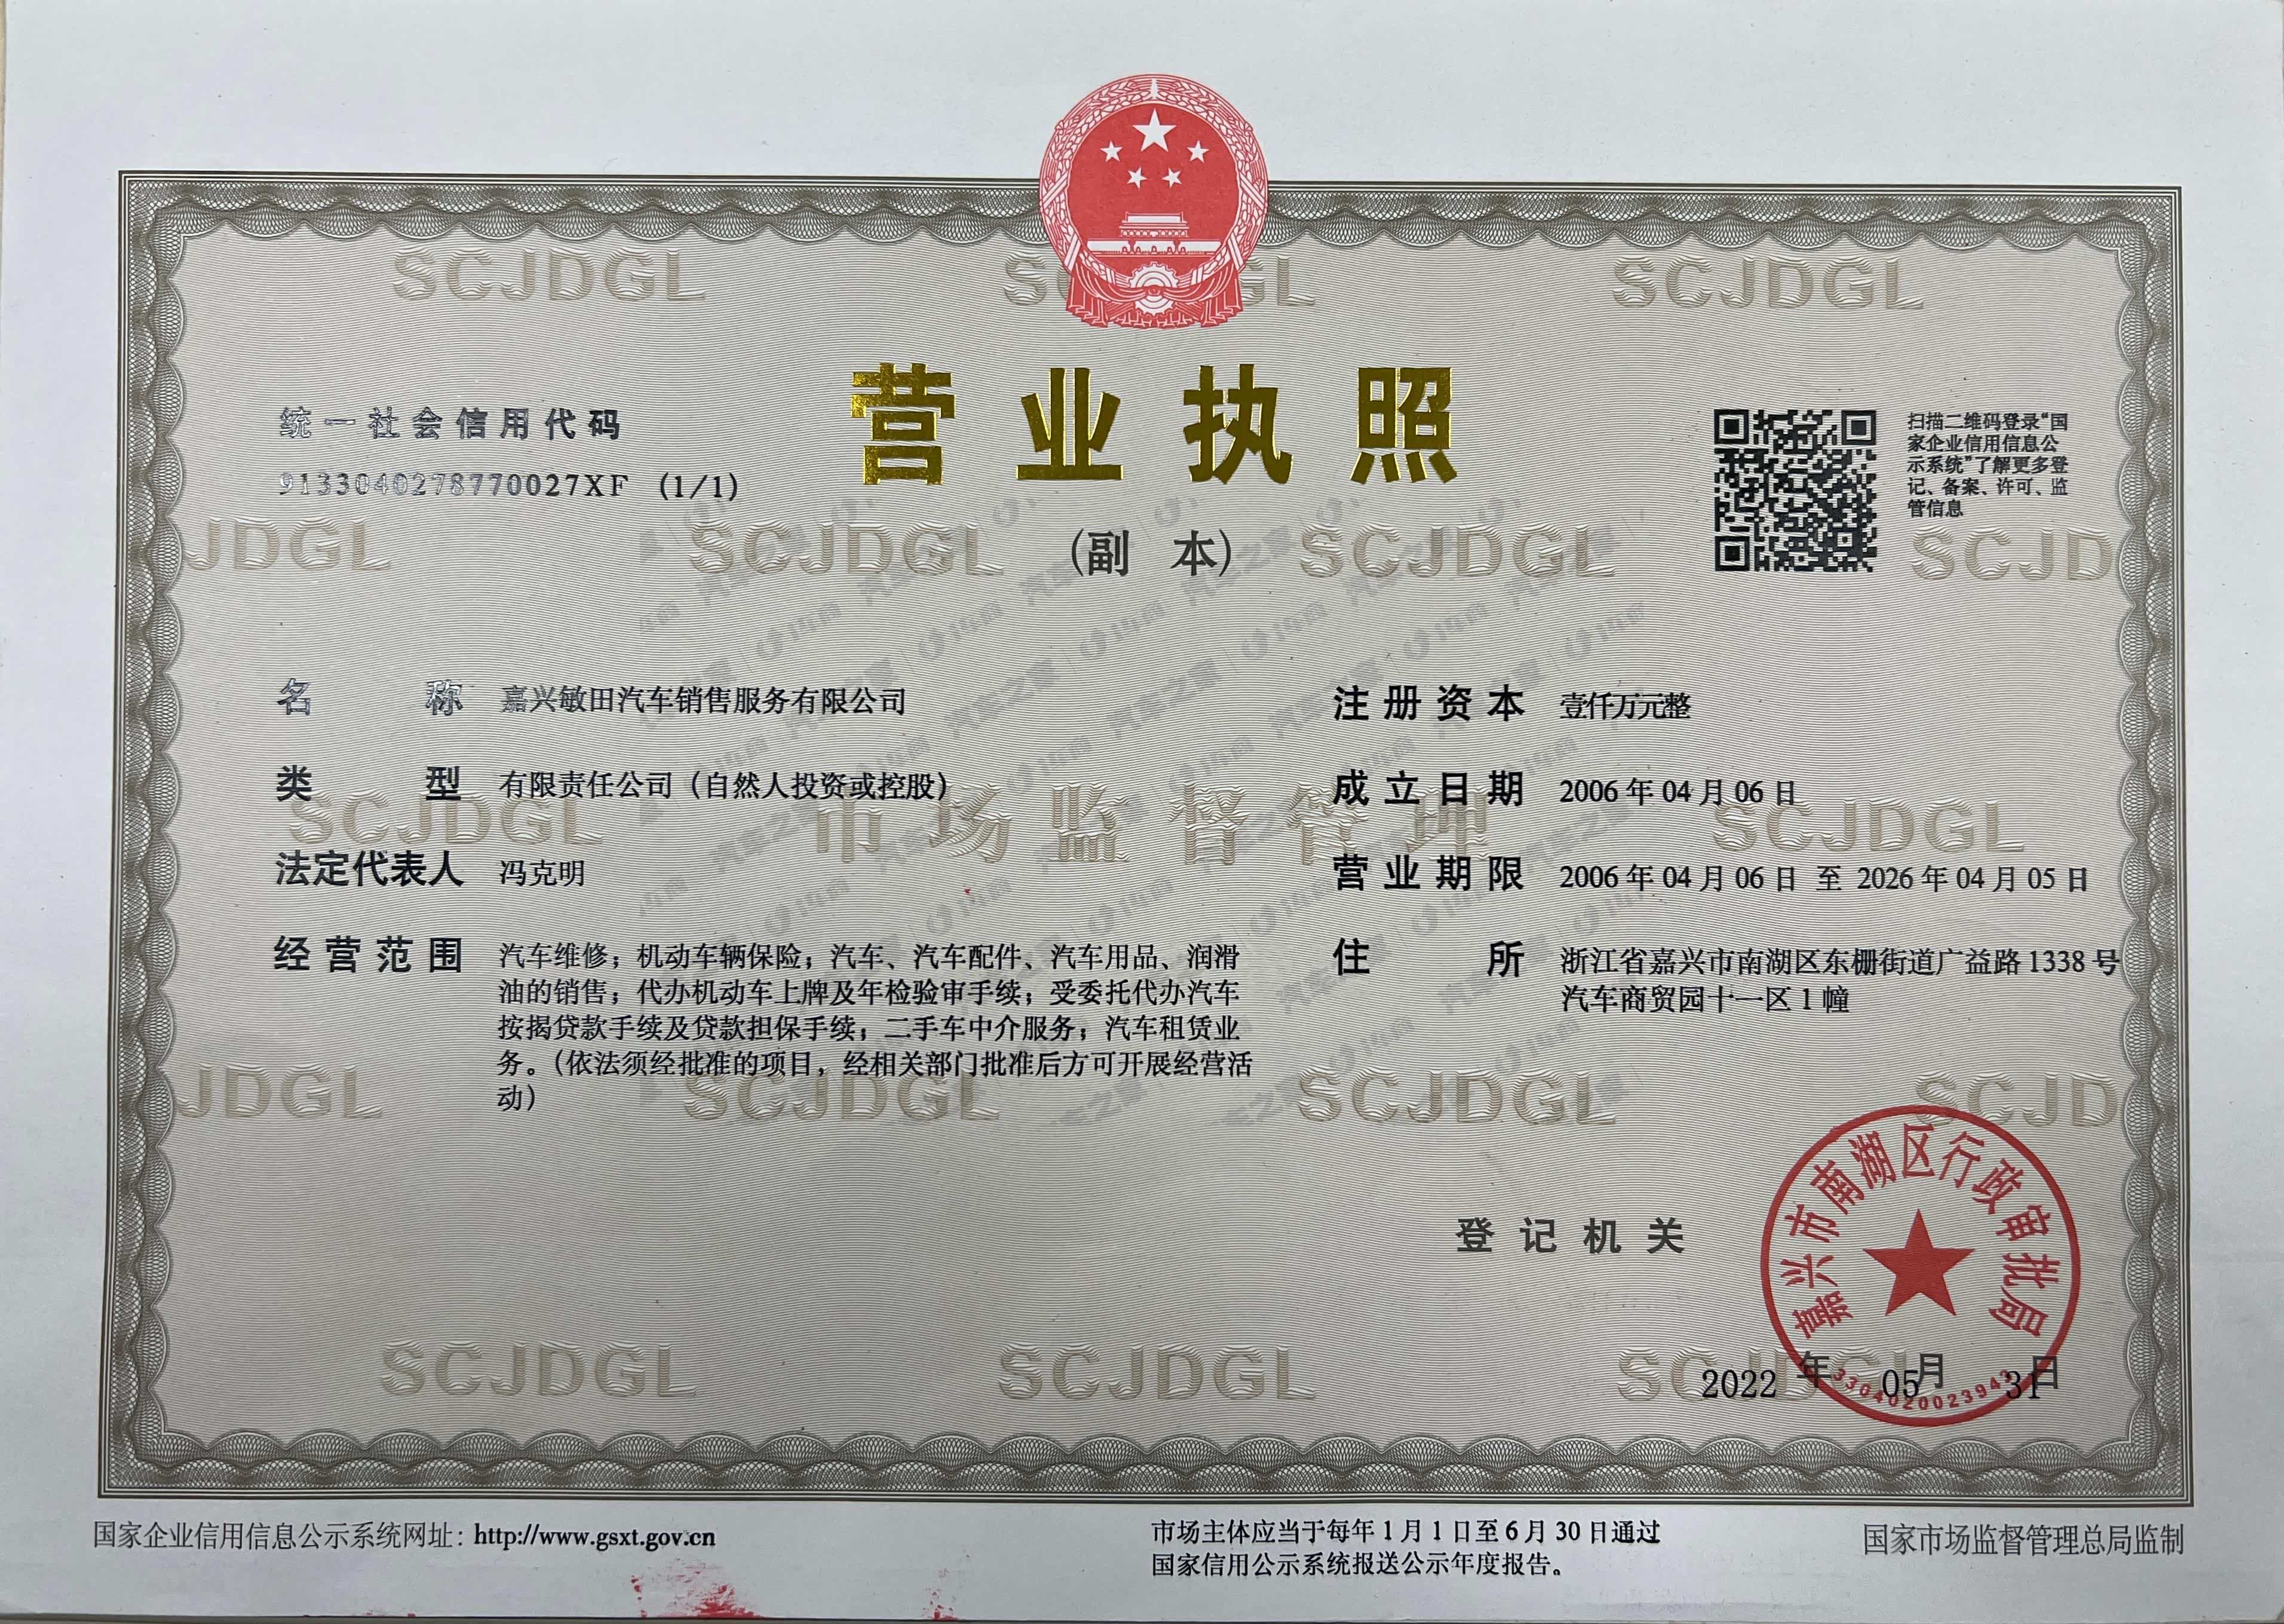 营业执照
(副 本)
统一社会信用代码
9133040278770027XF (1/1)
扫描二维码登录“国
家企业信用信息公
示系统”了解更多登
记、备案、许可、监
管信息
名 称 嘉兴敏田汽车销售服务有限公司
类 型 有限责任公司（自然人投资或控股）
法定代表人 冯克明
经营范围 汽车维修；机动车辆保险；汽车、汽车配件、汽车用品、润滑
油的销售；代办机动车上牌及年检验审手续；受委托代办汽车
按揭贷款手续及贷款担保手续；二手车中介服务；汽车租赁业
务。（依法须经批准的项目，经相关部门批准后方可开展经营活
动）
注册资本 壹仟万元整
成立日期 2006年04月06日
营业期限 2006年04月06日 至 2026年04月05日
住 所 浙江省嘉兴市南湖区东栅街道广益路1338号
汽车商贸园十一区1幢
市场监督管理
SCJDGL
登记机关
嘉兴市南湖区行政审批局
2022年05月31日
国家企业信用信息公示系统网址：http://www.gsxt.gov.cn
市场主体应当于每年1月1日至6月30日通过
国家信用公示系统报送公示年度报告。
国家市场监督管理总局监制